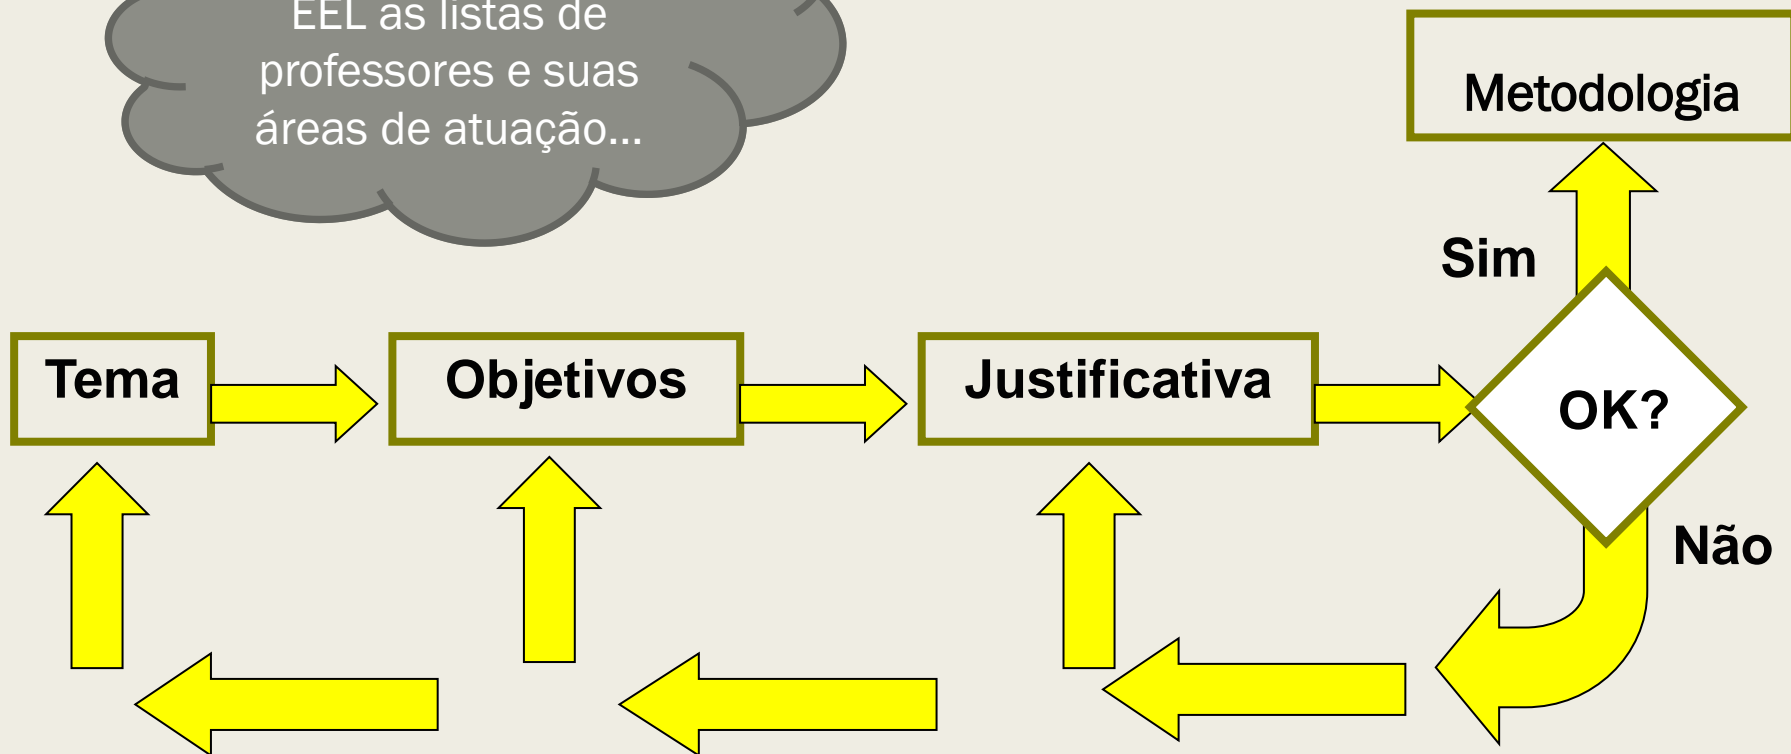 EEL as listas de
professores e suas
áreas de atuação...
Metodologia
Sim
Tema
Objetivos
Justificativa
OK?
Não